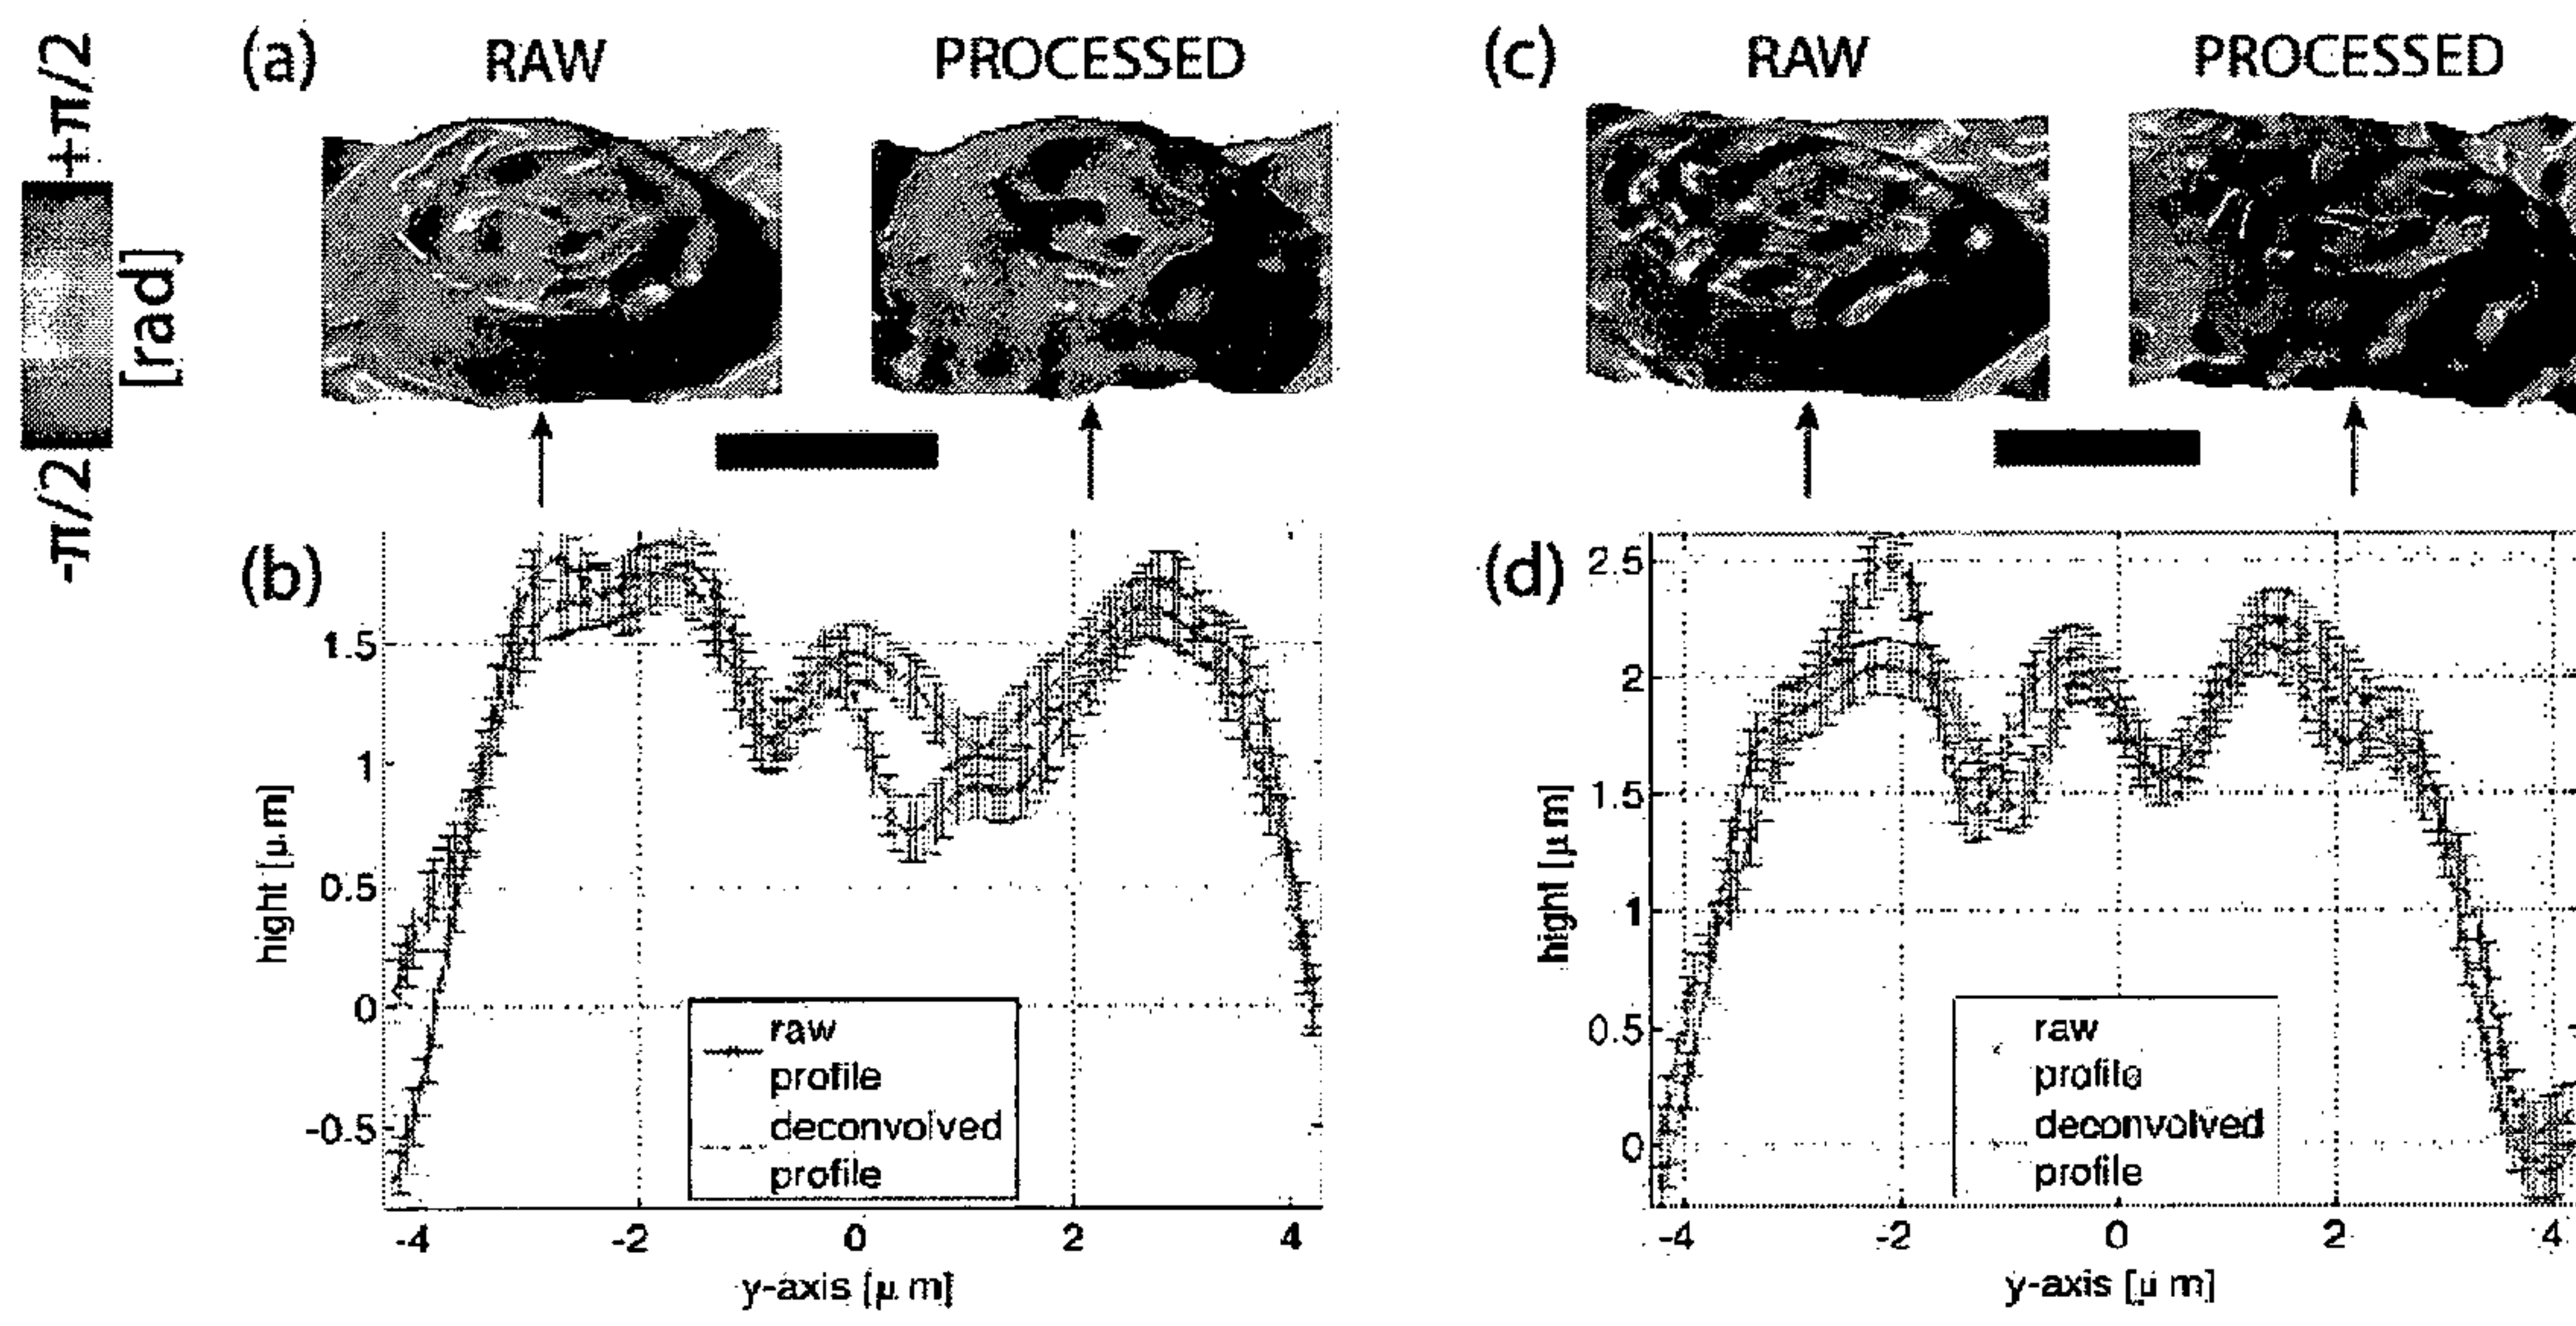 +π/2
[rad]
-π/2
(a) RAW PROCESSED
(c) RAW PROCESSED
(b)
1.5
1
0.5
0
-0.5
hight [μ.m]
raw
profile
deconvolved
profile
-4 -2 0 2 4
y-axis [μ m]
(d)
2.5
2
1.5
1
0.5
0
hight [μ m]
raw
profile
deconvolved
profile
-4 -2 0 2 4
y-axis [μ m]